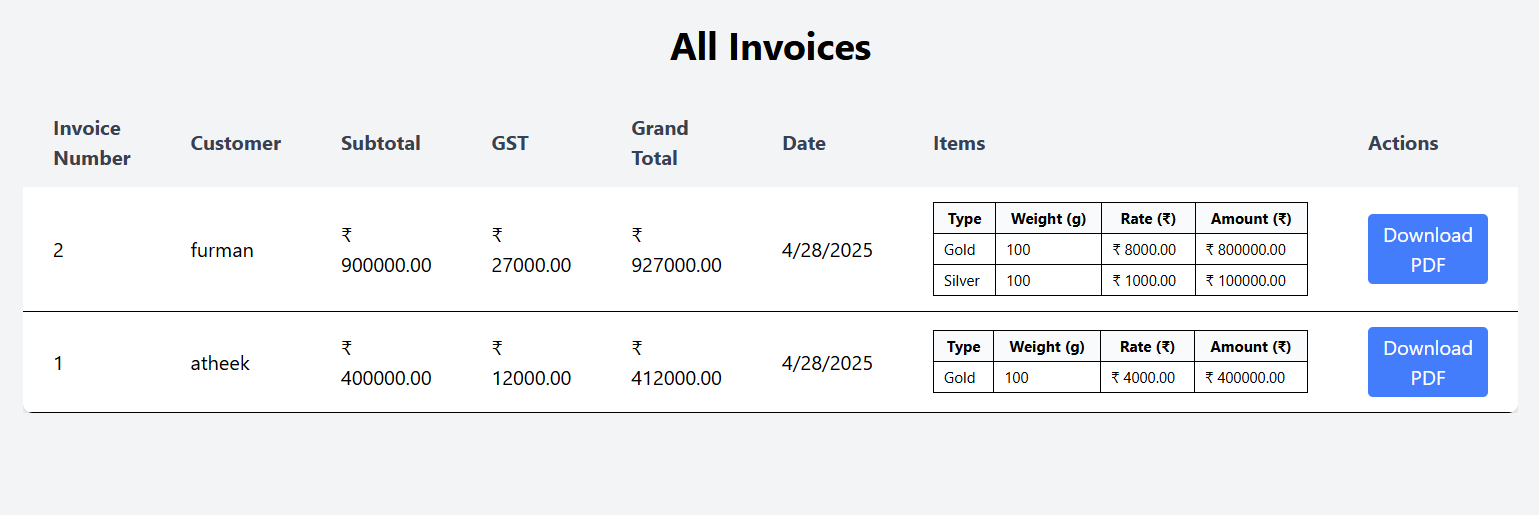 All Invoices
Invoice Number Customer Subtotal GST Grand Total Date Items Actions
2 furman ₹ 900000.00 ₹ 27000.00 ₹ 927000.00 4/28/2025
Type Weight (g) Rate (₹) Amount (₹)
Gold 100 ₹ 8000.00 ₹ 800000.00
Silver 100 ₹ 1000.00 ₹ 100000.00
Download PDF
1 atheek ₹ 400000.00 ₹ 12000.00 ₹ 412000.00 4/28/2025
Type Weight (g) Rate (₹) Amount (₹)
Gold 100 ₹ 4000.00 ₹ 400000.00
Download PDF